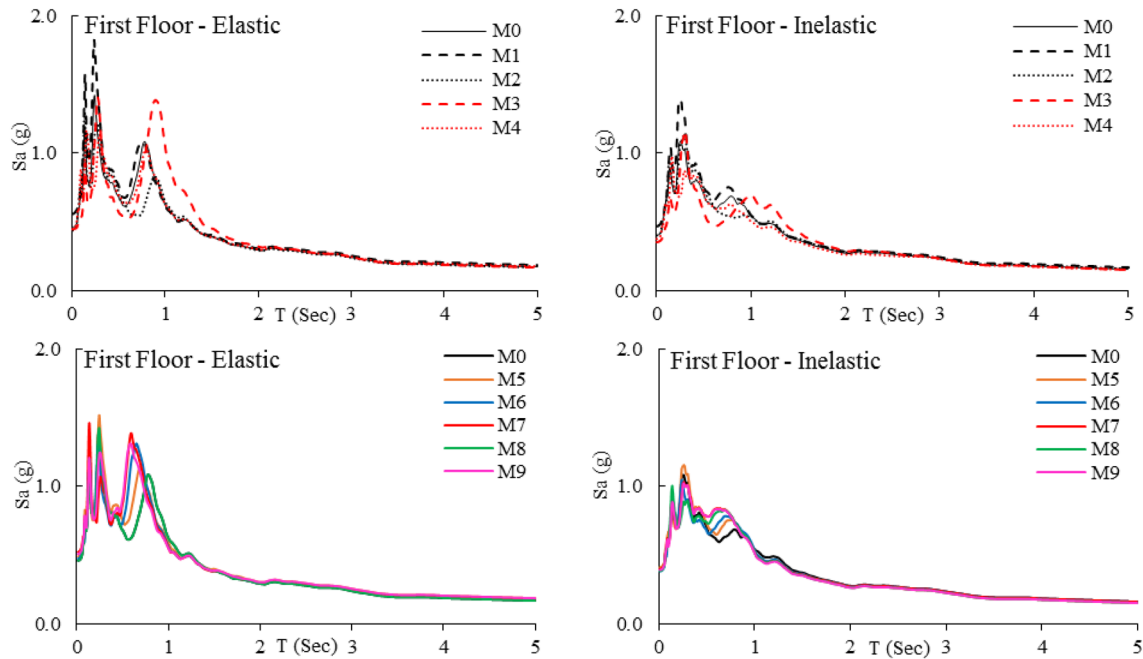 First Floor - Elastic
2.0
1.0
0.0
Sa (g)
0
1
2
3
4
5
T (Sec)
M0
M1
M2
M3
M4
First Floor - Inelastic
2.0
1.0
0.0
Sa (g)
0
1
2
3
4
5
T (Sec)
M0
M1
M2
M3
M4
First Floor - Elastic
2.0
1.0
0.0
Sa (g)
0
1
2
3
4
5
T (Sec)
M0
M5
M6
M7
M8
M9
First Floor - Inelastic
2.0
1.0
0.0
Sa (g)
0
1
2
3
4
5
T (Sec)
M0
M5
M6
M7
M8
M9